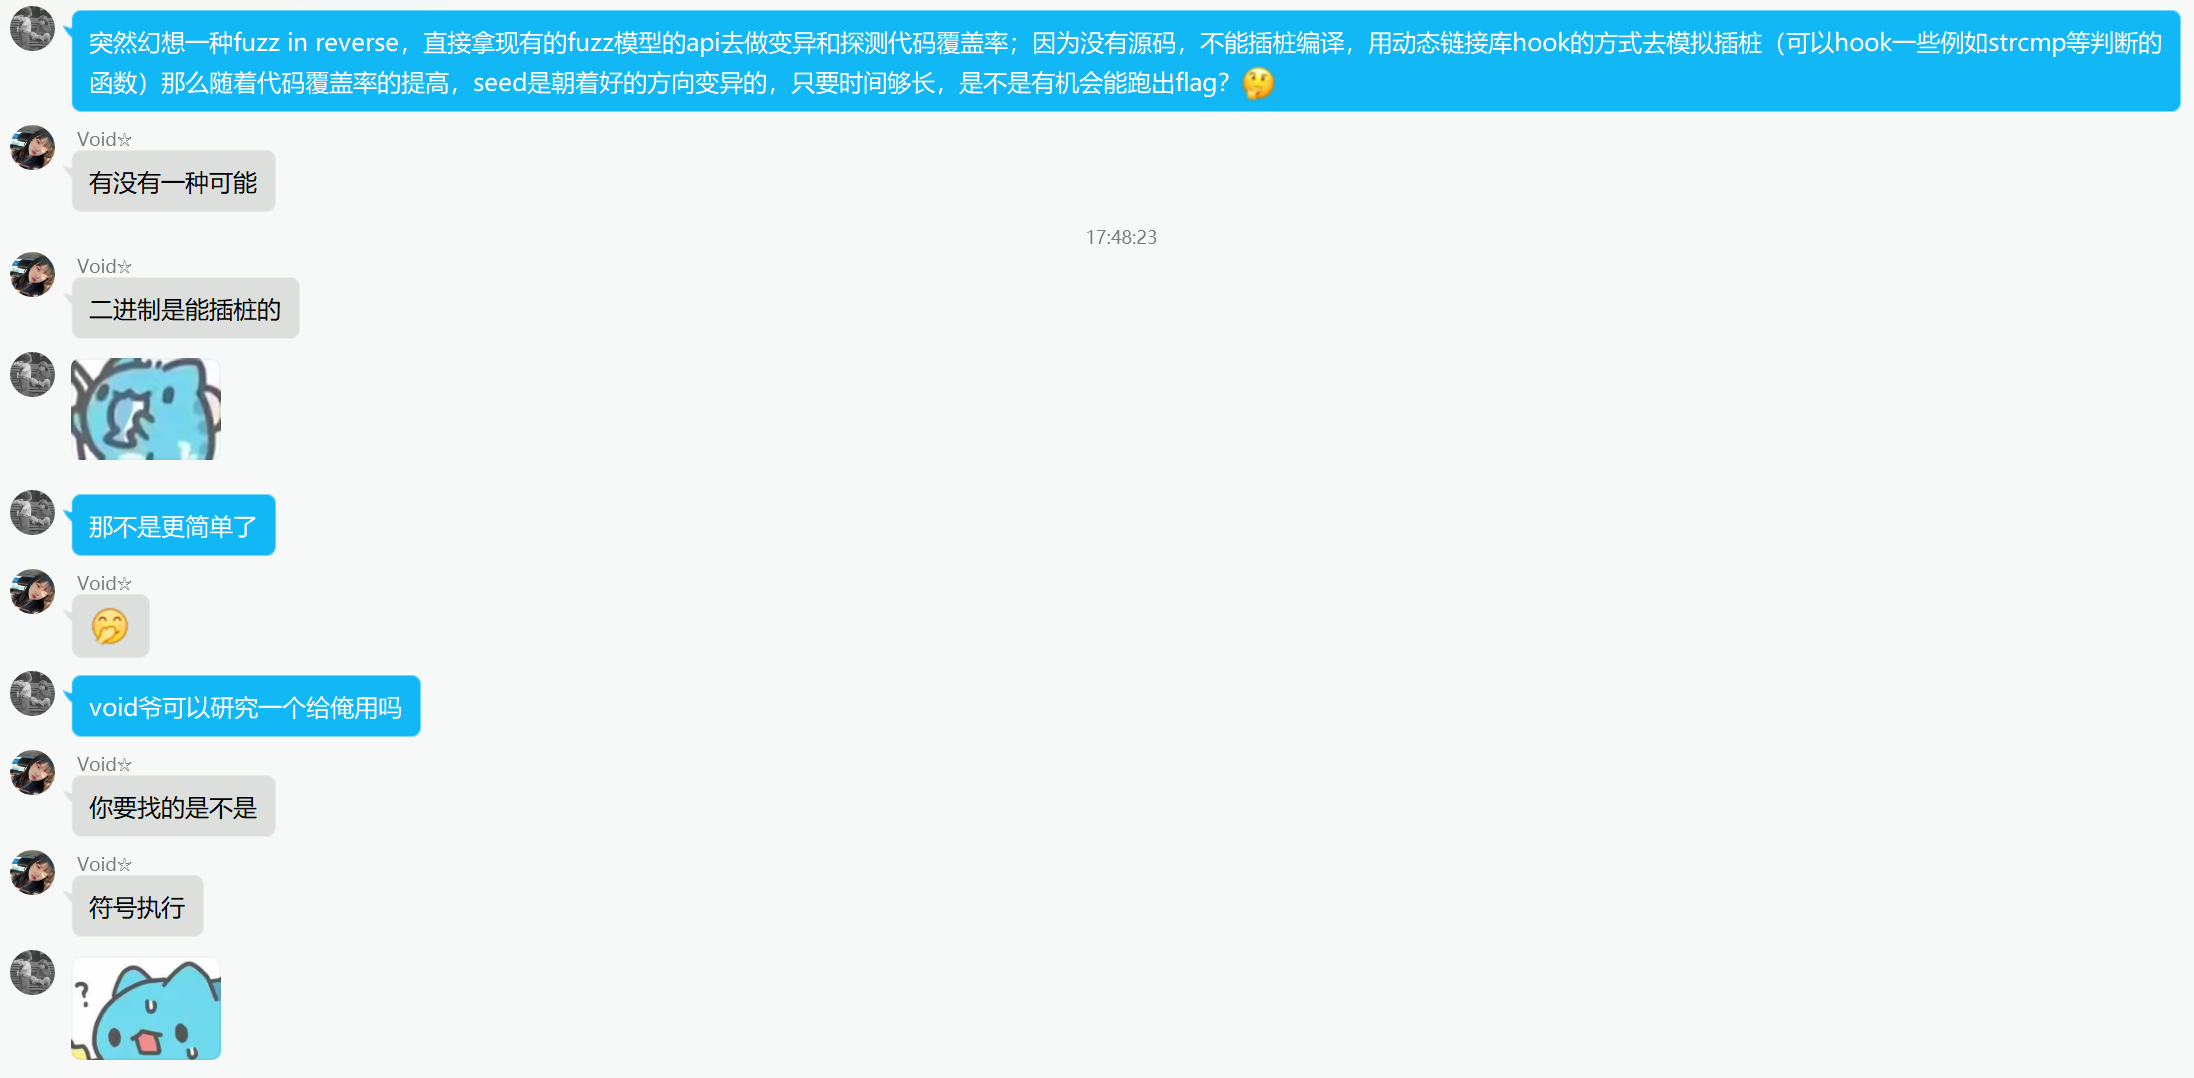 突然幻想一种fuzz in reverse，直接拿现有的fuzz模型的api去做变异和探测代码覆盖率；因为没有源码，不能插桩编译，用动态链接库hook的方式去模拟插桩（可以hook一些例如strcmp等判断的
函数）那么随着代码覆盖率的提高，seed是朝着好的方向变异的，只要时间够长，是不是有机会能跑出flag？🤔
Void☆
有没有一种可能
17:48:23
Void☆
二进制是能插桩的
那不是更简单了
Void☆
🤭
void爷可以研究一个给俺用吗
Void☆
你要找的是不是
Void☆
符号执行
?